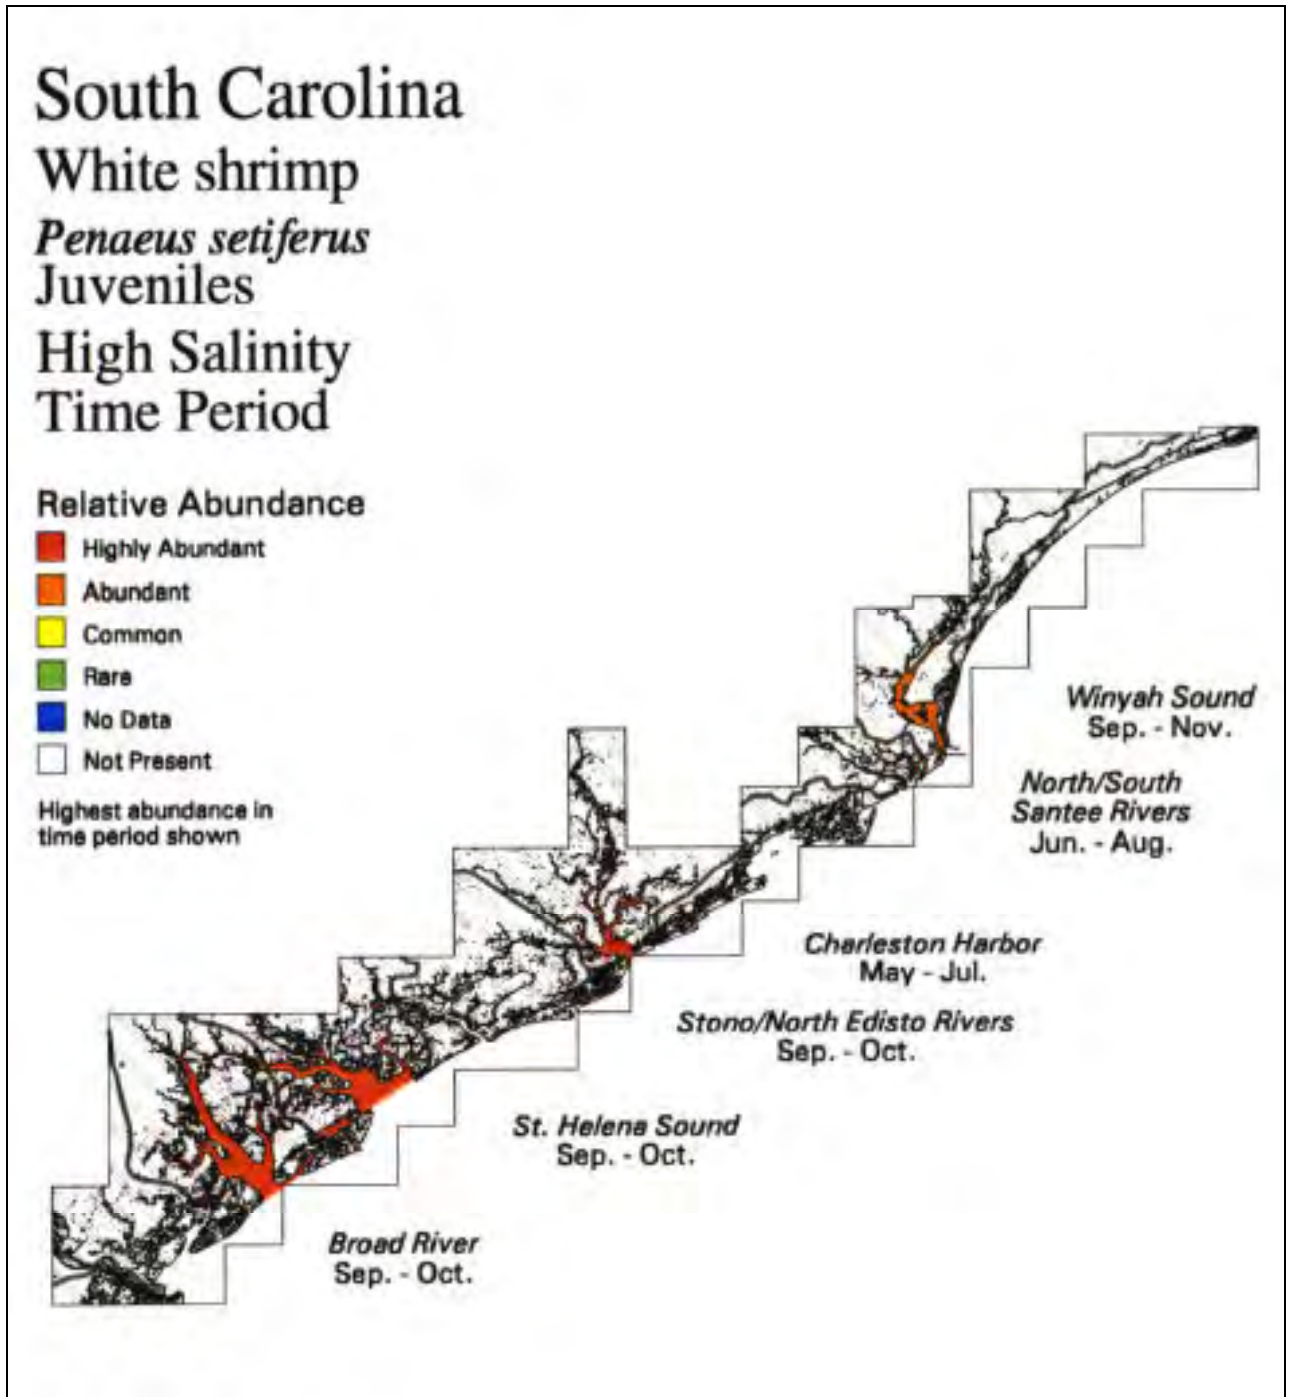 South Carolina
White shrimp
Penaeus setiferus
Juveniles
High Salinity
Time Period
Relative Abundance
Highly Abundant
Abundant
Common
Rare
No Data
Not Present
Highest abundance in
time period shown
Winyah Sound
Sep. - Nov.
North/South
Santee Rivers
Jun. - Aug.
Charleston Harbor
May - Jul.
Stono/North Edisto Rivers
Sep. - Oct.
St. Helena Sound
Sep. - Oct.
Broad River
Sep. - Oct.